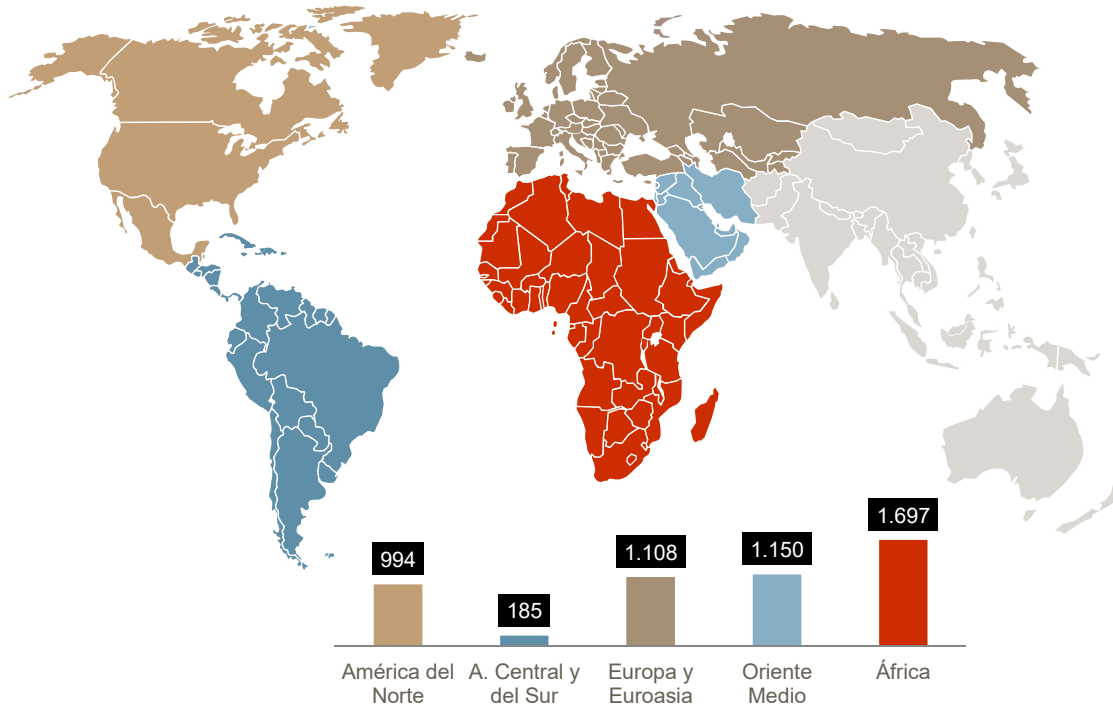 994
185
1.108
1.150
1.697
América del
Norte
A. Central y
del Sur
Europa y
Euroasia
Oriente
Medio
África